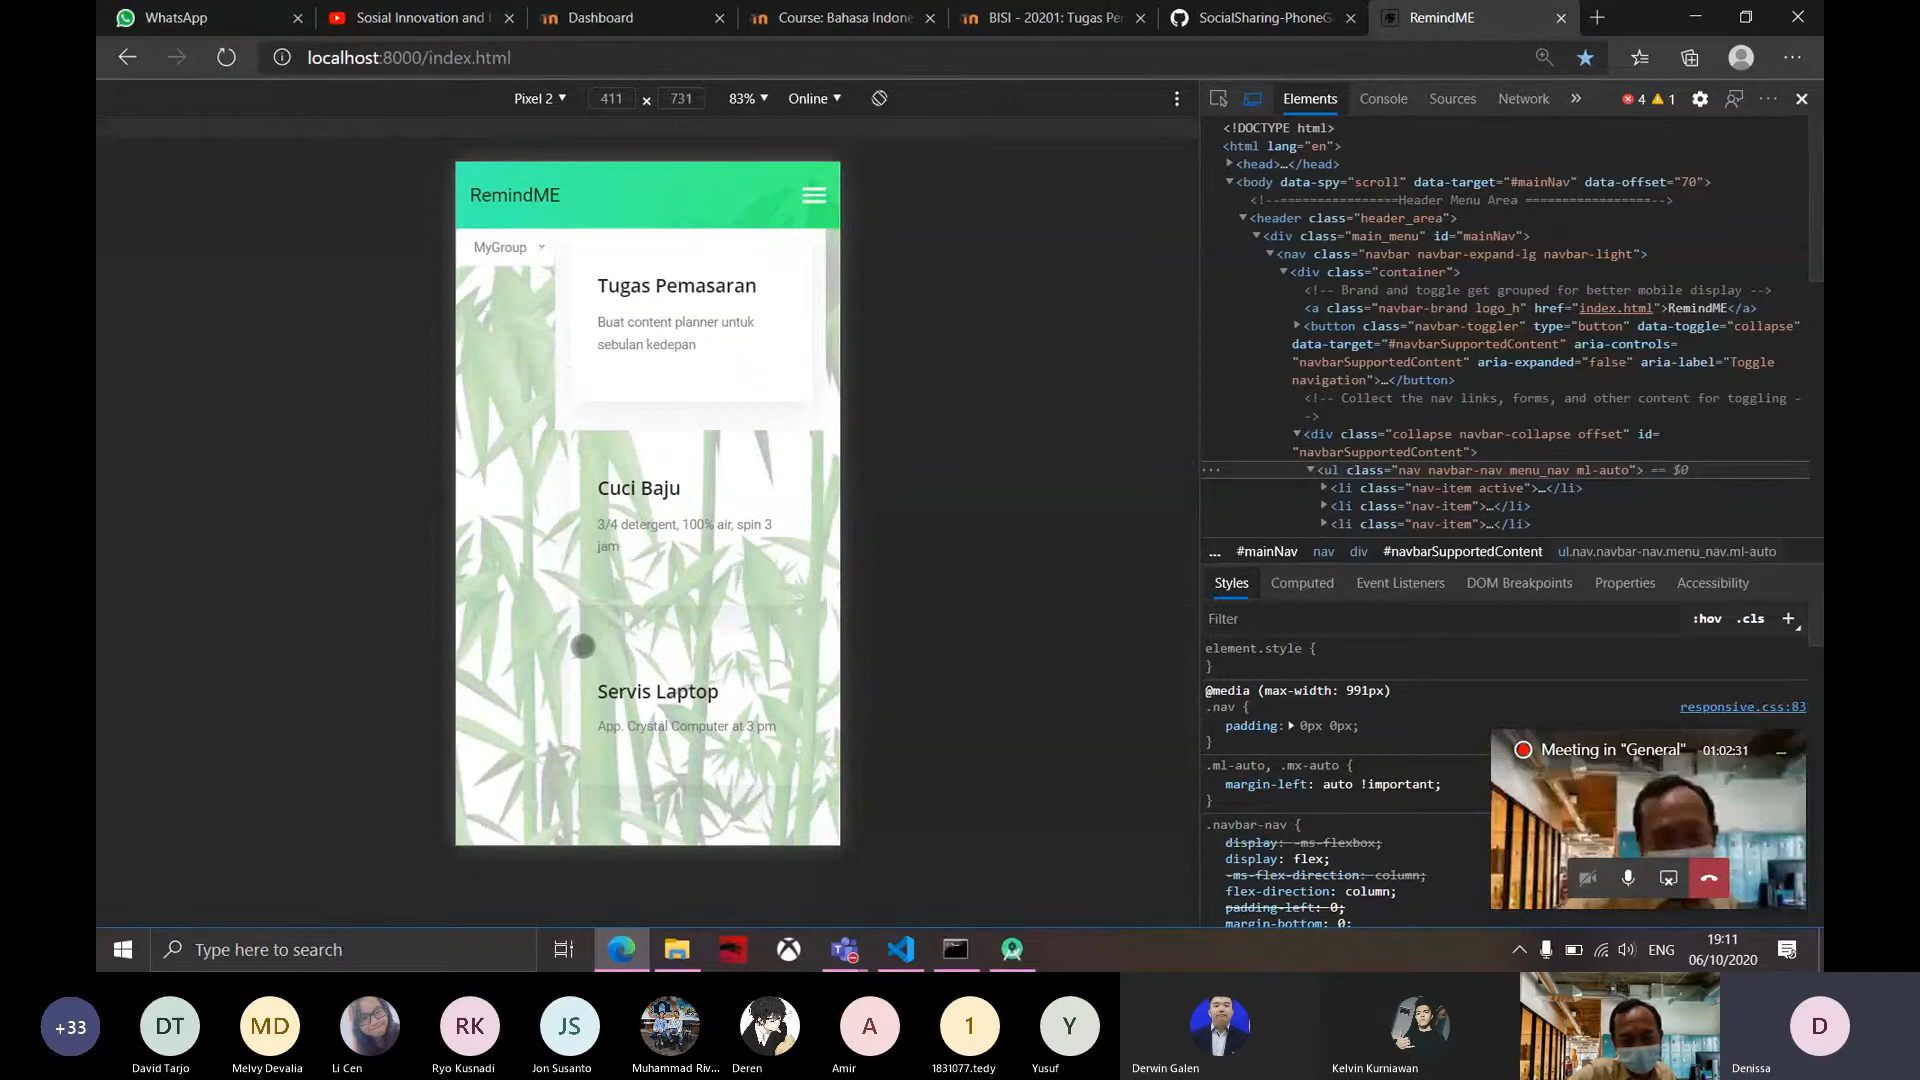 WhatsApp
Sosial Innovation and
Dashboard
Course: Bahasa Indone
BISI - 20201: Tugas Pe
SocialSharing-PhoneG
RemindME
localhost:8000/index.html
Pixel 2
411
x
731
83%
Online
Elements
Console
Sources
Network
4
1
<!DOCTYPE html>
<html lang="en">
<head>…</head>
<body data-spy="scroll" data-target="#mainNav" data-offset="70">
<!--================Header Menu Area =================-->
<header class="header_area">
<div class="main_menu" id="mainNav">
<nav class="navbar navbar-expand-lg navbar-light">
<div class="container">
<!-- Brand and toggle get grouped for better mobile display -->
<a class="navbar-brand logo_h" href="index.html">RemindME</a>
<button class="navbar-toggler" type="button" data-toggle="collapse"
data-target="#navbarSupportedContent" aria-controls=
"navbarSupportedContent" aria-expanded="false" aria-label="Toggle
navigation">…</button>
<!-- Collect the nav links, forms, and other content for toggling -
->
<div class="collapse navbar-collapse offset" id=
"navbarSupportedContent">
<ul class="nav navbar-nav menu_nav ml-auto"> == $0
<li class="nav-item active">…</li>
<li class="nav-item">…</li>
<li class="nav-item">…</li>
... #mainNav nav div #navbarSupportedContent ul.nav.navbar-nav.menu_nav.ml-auto
Styles
Computed
Event Listeners
DOM Breakpoints
Properties
Accessibility
Filter
:hov .cls +
element.style {
}
@media (max-width: 991px)
.nav {
responsive.css:83
padding: 0px 0px;
}
.ml-auto, .mx-auto {
margin-left: auto !important;
}
.navbar-nav {
display: -ms-flexbox;
display: flex;
-ms-flex-direction: column;
flex-direction: column;
padding-left: 0;
margin-bottom: 0;
RemindME
MyGroup
Tugas Pemasaran
Buat content planner untuk
sebulan kedepan
Cuci Baju
3/4 detergent, 100% air, spin 3
jam
Servis Laptop
App. Crystal Computer at 3 pm
Meeting in "General"
01:02:31
Type here to search
ENG
19:11
06/10/2020
+33
DT
MD
RK
JS
A
1
Y
D
David Tarjo
Melvy Devalia
Li Cen
Ryo Kusnadi
Jon Susanto
Muhammad Riv...
Deren
Amir
1831077.tedy
Yusuf
Derwin Galen
Kelvin Kurniawan
Denissa